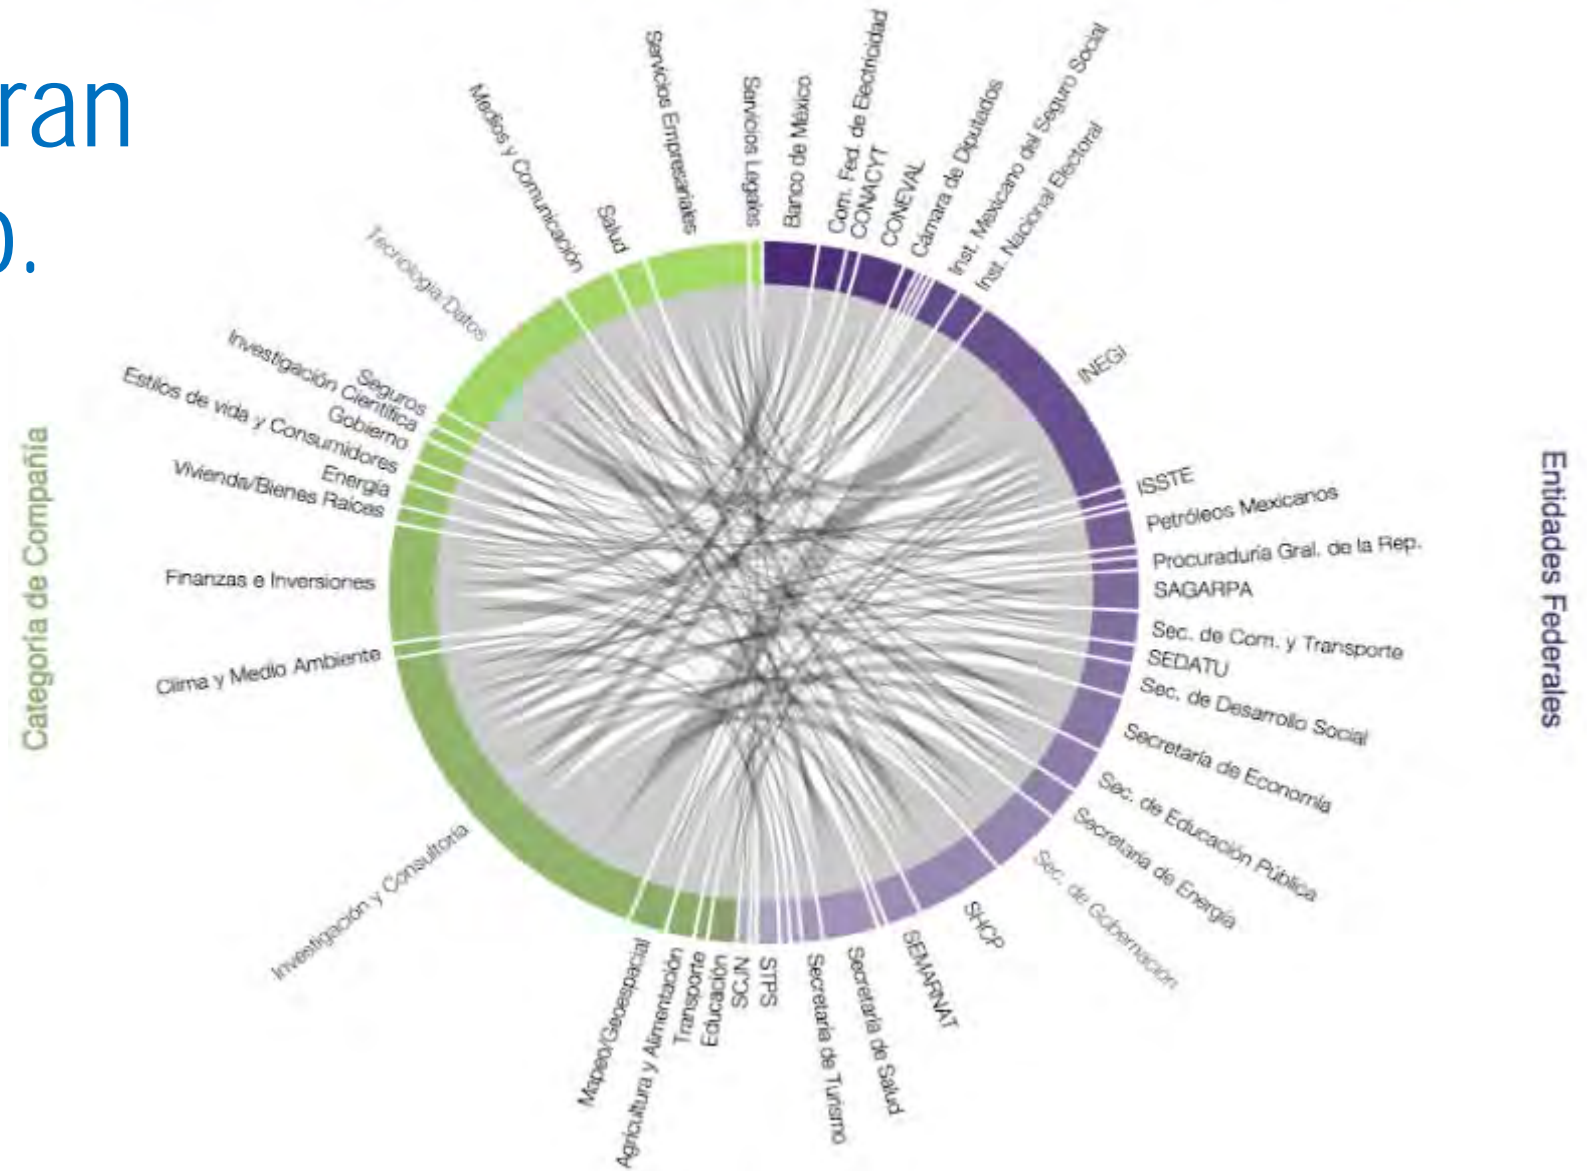 ran
o.
Categoría de Compañía
Servicios Legales
Servicios Empresariales
Salud
Medios y Comunicación
Tecnología/Datos
Seguros
Investigación Científica
Gobierno
Estilos de vida y Consumidores
Energía
Vivienda/Bienes Raíces
Finanzas e Inversiones
Clima y Medio Ambiente
Investigación y Consultoría
Mapeo/Geoespacial
Agricultura y Alimentación
Transporte
Educación
Banco de México
Com. Fed. de Electricidad
CONACYT
CONEVAL
Cámara de Diputados
Inst. Mexicano del Seguro Social
Inst. Nacional Electoral
INEGI
ISSTE
Petróleos Mexicanos
Procuraduría Gral. de la Rep.
SAGARPA
Sec. de Com. y Transporte
SEDATU
Sec. de Desarrollo Social
Secretaría de Economía
Sec. de Educación Pública
Secretaría de Energía
Sec. de Gobernación
SHCP
SEMARNAT
Secretaría de Salud
Secretaría de Turismo
STPS
SCJN
Entidades Federales